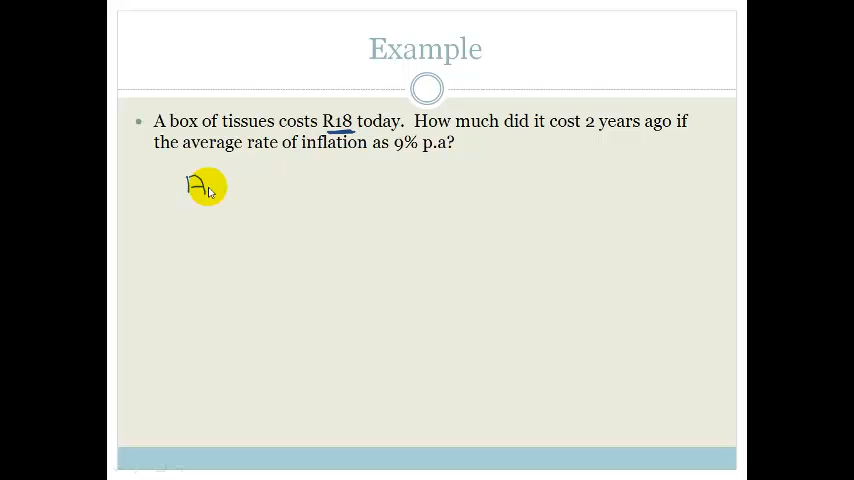 Example
A box of tissues costs R18 today. How much did it cost 2 years ago if
the average rate of inflation as 9% p.a?
A